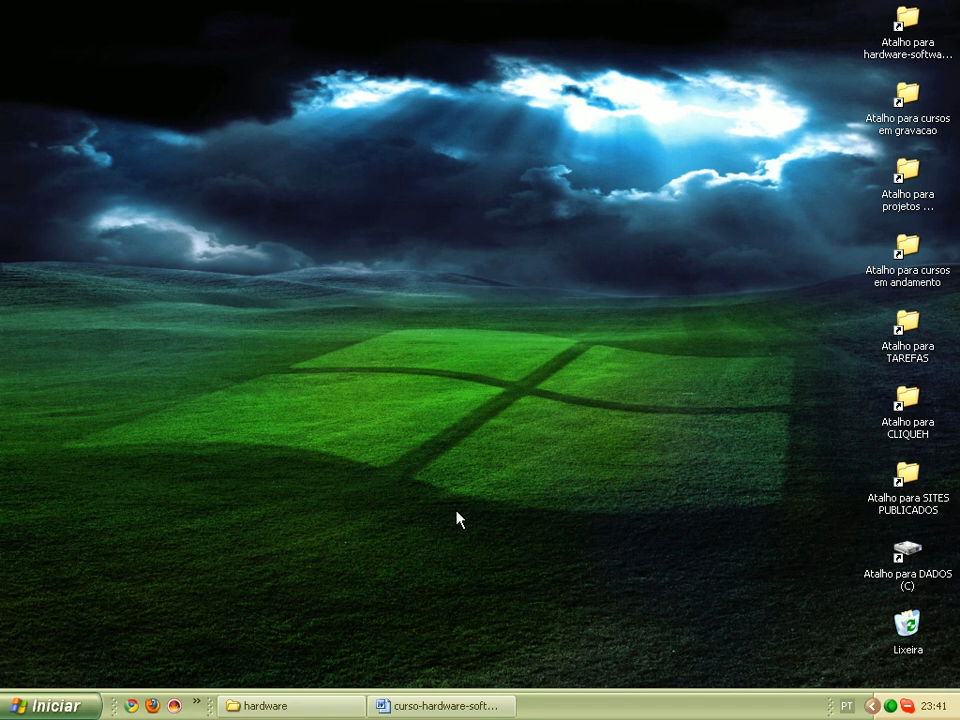 Atalho para
hardware-softwa...
Atalho para cursos
em gravacao
Atalho para
projetos ...
Atalho para cursos
em andamento
Atalho para
TAREFAS
Atalho para
CLIQUEH
Atalho para SITES
PUBLICADOS
Atalho para DADOS
(C)
Lixeira
Iniciar
hardware
curso-hardware-soft...
PT
23:41